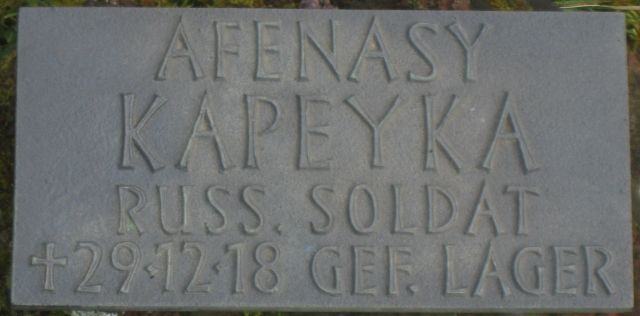 AFENASY
KAPEYKA
RUSS. SOLDAT
+29·12·18 GEF. LAGER